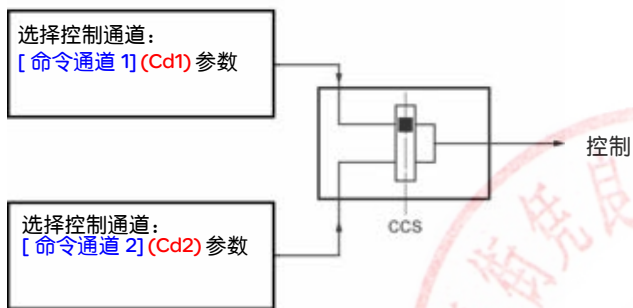 选择控制通道：
[ 命令通道 1] (Cd1) 参数
控制
选择控制通道：
[ 命令通道 2] (Cd2) 参数
CCS